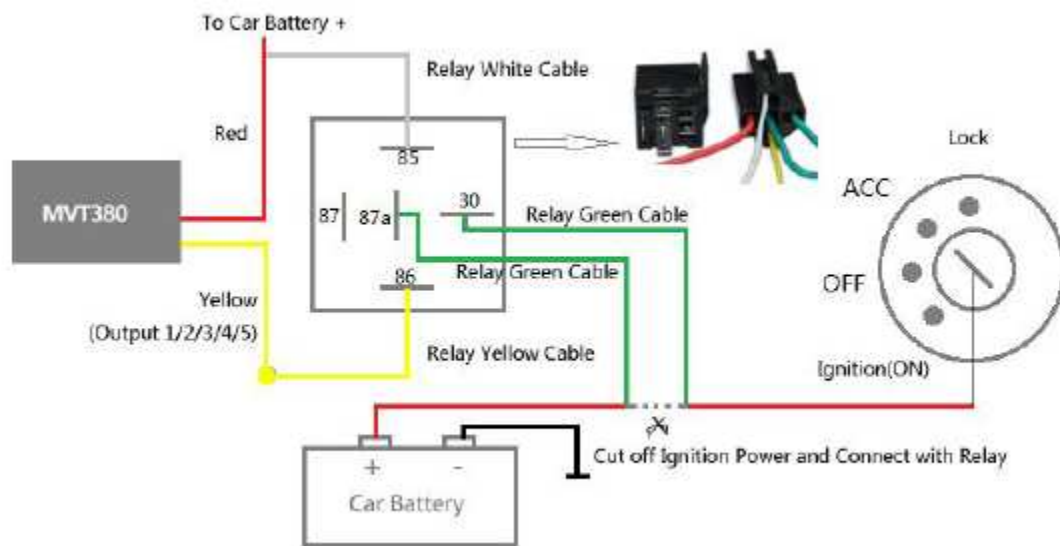 To Car Battery +
Relay White Cable
Red
Lock
85
ACC
MVT380
87
87a
30
Relay Green Cable
Relay Green Cable
86
OFF
Yellow
(Output 1/2/3/4/5)
Relay Yellow Cable
Ignition(ON)
Cut off Ignition Power and Connect with Relay
+
-
Car Battery